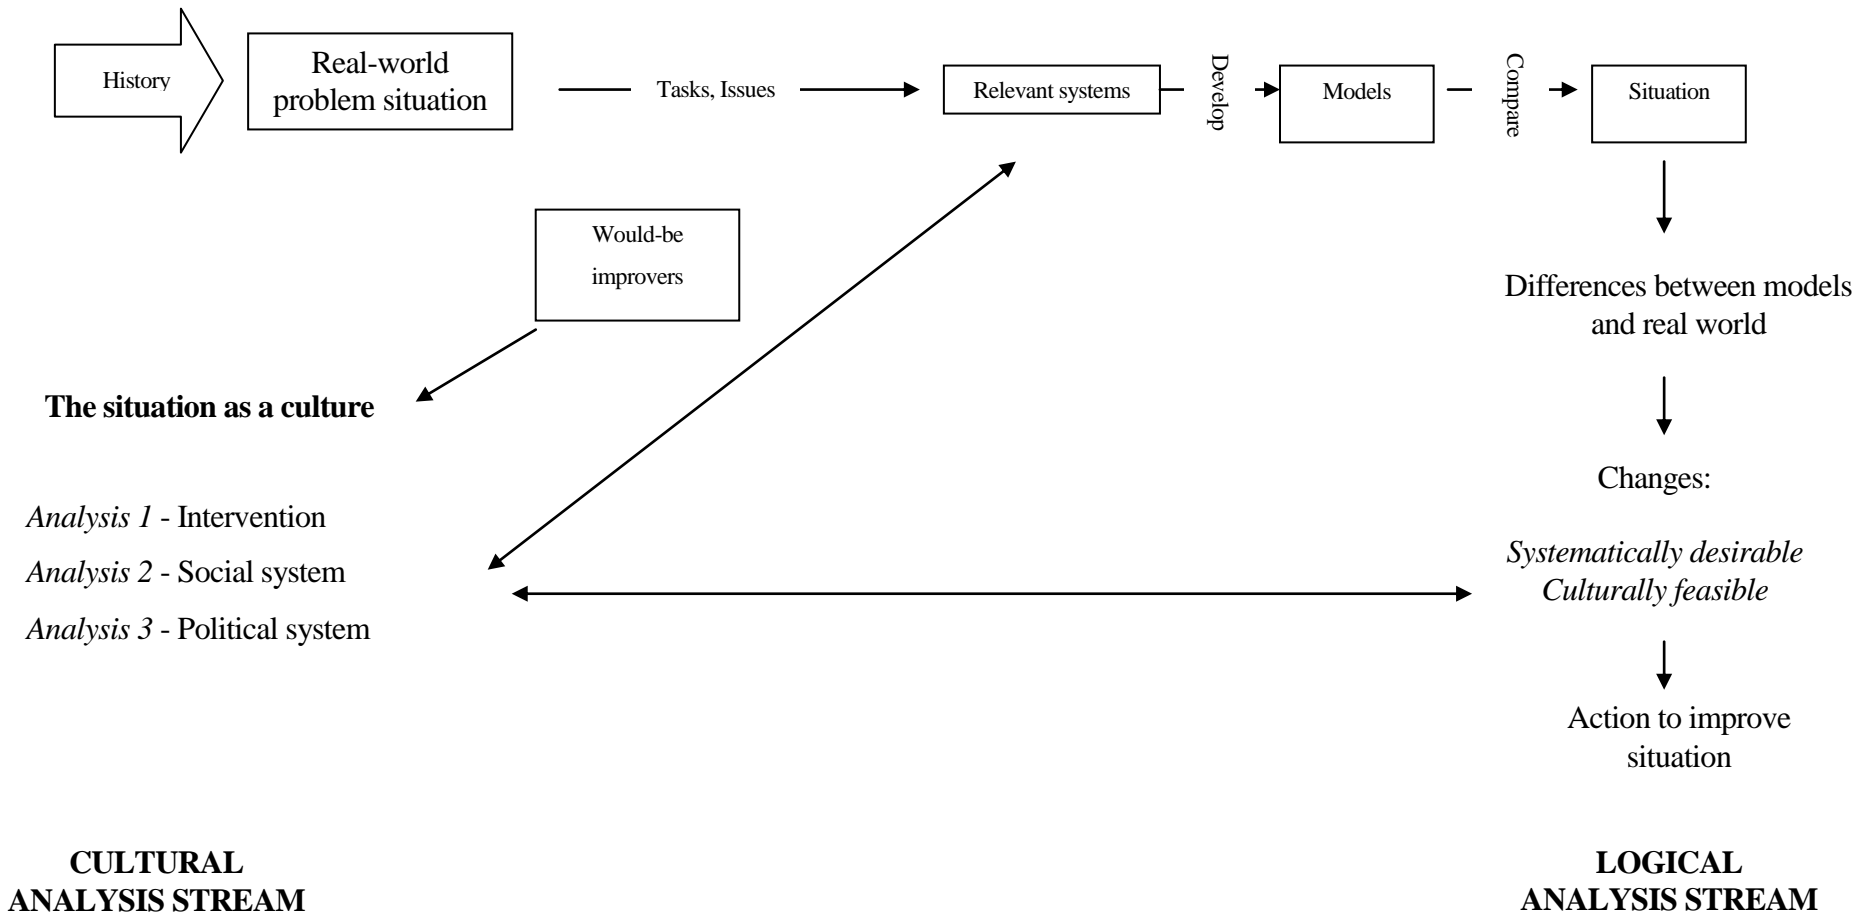 History
Real-world
problem situation
Tasks, Issues
Relevant systems
Develop
Models
Compare
Situation
Would-be
improvers
Differences between models
and real world
The situation as a culture
Changes:
Analysis 1 - Intervention
Analysis 2 - Social system
Analysis 3 - Political system
Systematically desirable
Culturally feasible
Action to improve
situation
CULTURAL
ANALYSIS STREAM
LOGICAL
ANALYSIS STREAM